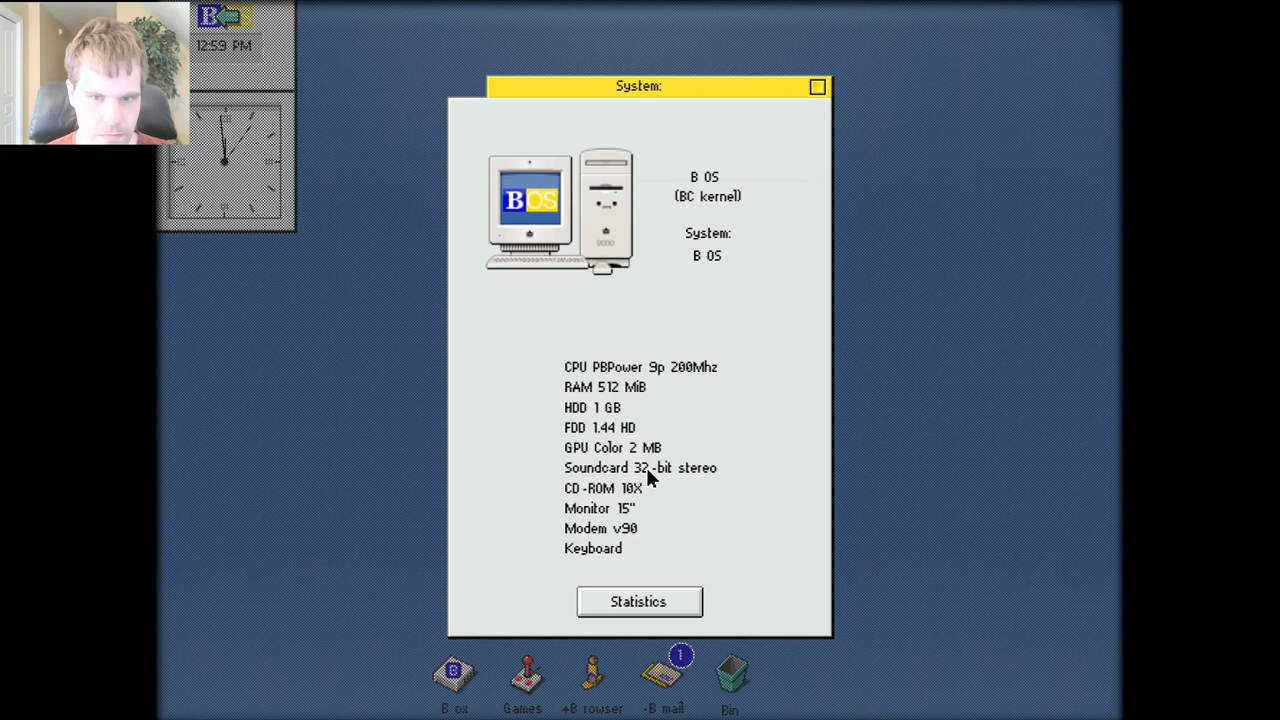 B
12:59 PM
System:
BOS
9000
B OS
(BC kernel)
System:
B OS
CPU PBPower 9p 200Mhz
RAM 512 MiB
HDD 1 GB
FDD 1.44 HD
GPU Color 2 MB
Soundcard 32-bit stereo
CD-ROM 10X
Monitor 15"
Modem v90
Keyboard
Statistics
B
1
B ox
Games
+B rowser
-B mail
Bin